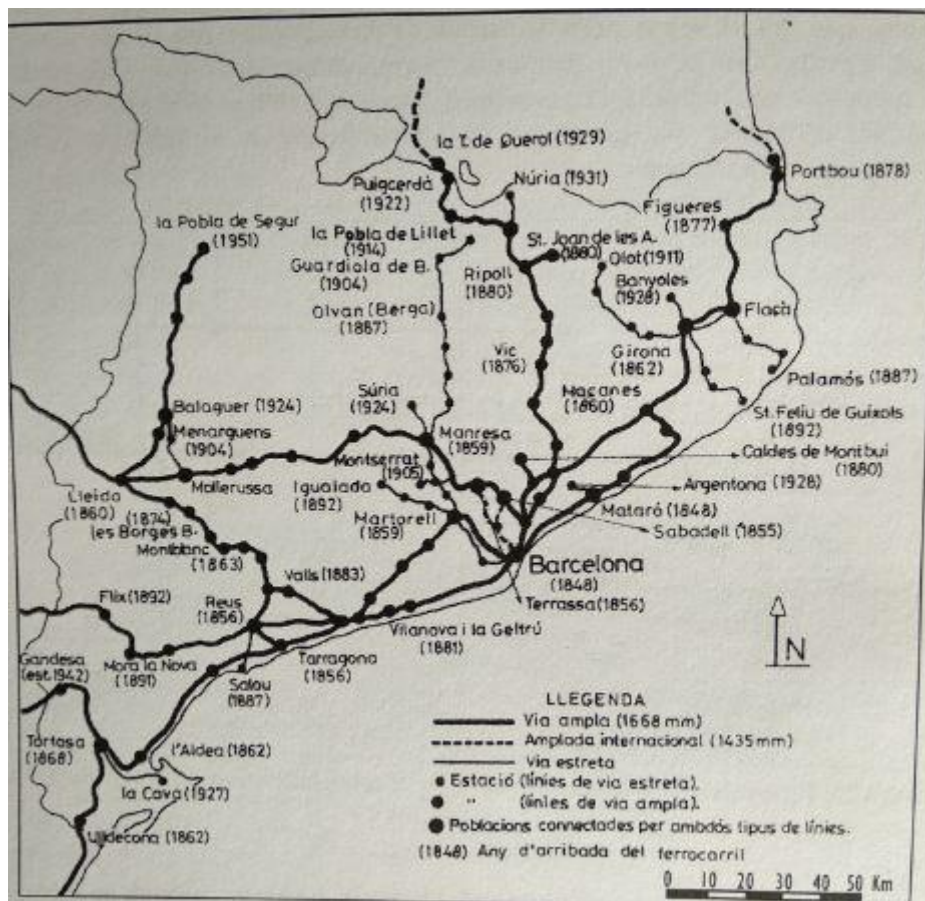 la T. de Querol (1929)
Puigcerdà
(1922)
Núria (1931)
Portbou (1878)
Figueres
(1877)
la Pobla de Segur
(1951)
la Pobla de Lillet
(1914)
St. Joan de les A.
(1880)
Guardiola de B.
(1904)
Ripoll
(1880)
Olot (1911)
Banyoles
(1928)
Olvan (Berga)
(1887)
Flaçà
Vic
(1876)
Girona
(1862)
Palamós (1887)
Súria
(1924)
Maçanes
(1860)
St. Feliu de Guíxols
(1892)
Balaguer (1924)
Menarguens
(1904)
Manresa
(1859)
Caldes de Montbui
(1880)
Montserrat
(1905)
Mollerussa
Igualada
(1892)
Argentona (1928)
Lleida
(1860)
(1874)
les Borges B.
Martorell
(1859)
Mataró (1848)
Sabadell (1855)
Montblanc
(1863)
Barcelona
(1848)
Valls (1883)
Terrassa (1856)
Flix (1892)
Reus
(1856)
Vilanova i la Geltrú
(1881)
N
Mora la Nova
(1891)
Tarragona
(1856)
Gandesa
(est. 1942)
Salou
(1887)
Tortosa
(1868)
l'Aldea (1862)
la Cava (1927)
Ulldecona (1862)
LLEGENDA
Via ampla (1668 mm)
Amplada internacional (1435 mm)
Via estreta
Estació (línies de via estreta).
" (línies de via ampla).
Poblacions connectades per ambdós tipus de línies.
(1848) Any d'arribada del ferrocarril
0 10 20 30 40 50 Km